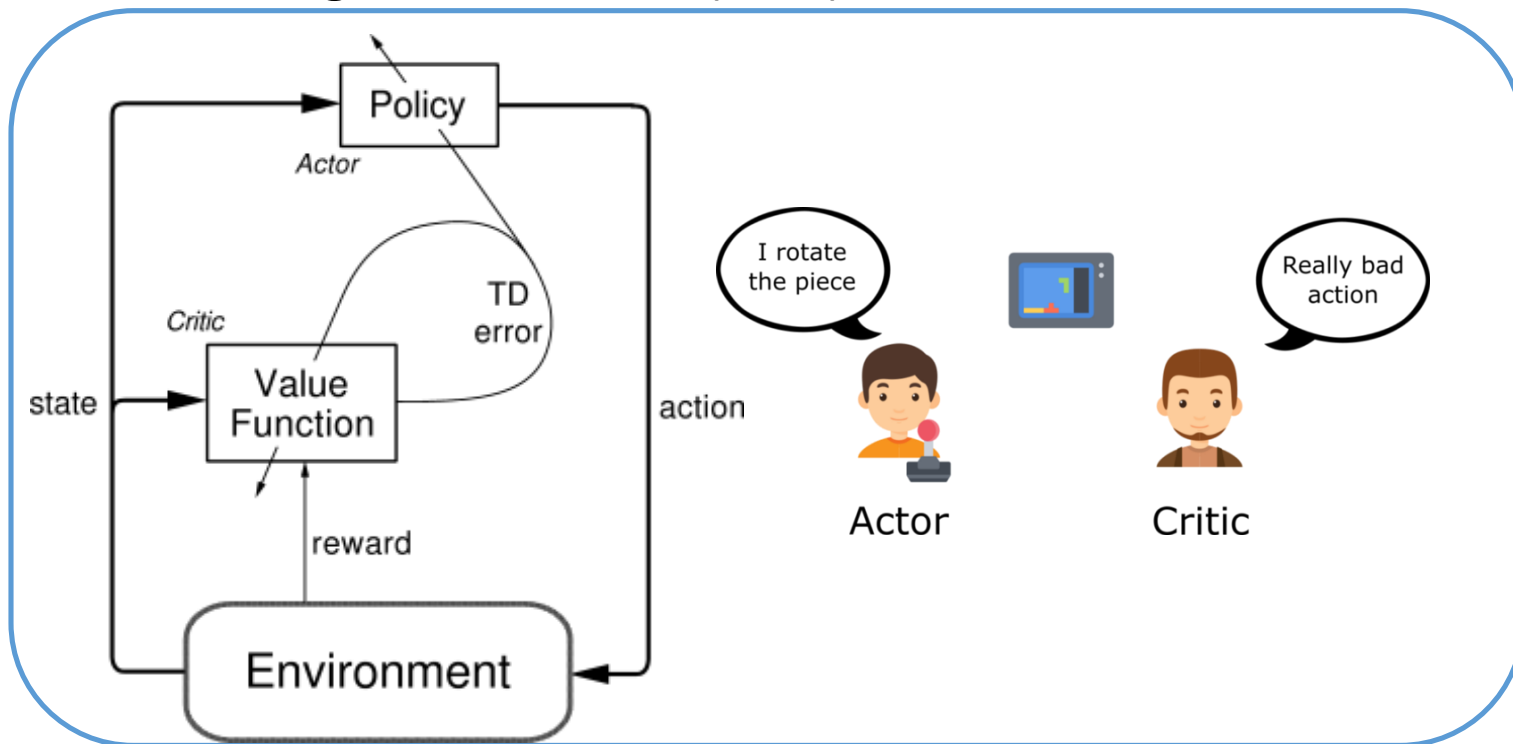 Policy
Actor
TD
error
Critic
Value
Function
state
action
reward
Environment
I rotate
the piece
Really bad
action
Actor
Critic